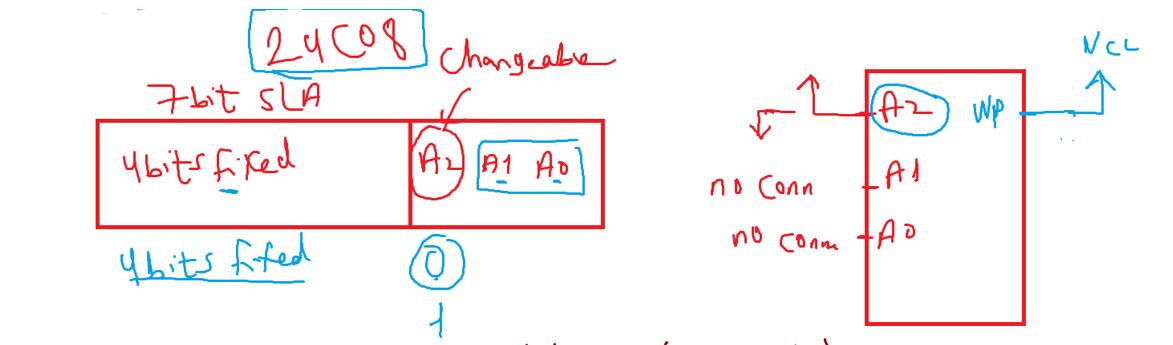 24C08
changeable
7bit SLA
4bits fixed
A2 A1 A0
4bits fixed
0
1
Vcc
A2 WP
no Conn A1
no Conn A0